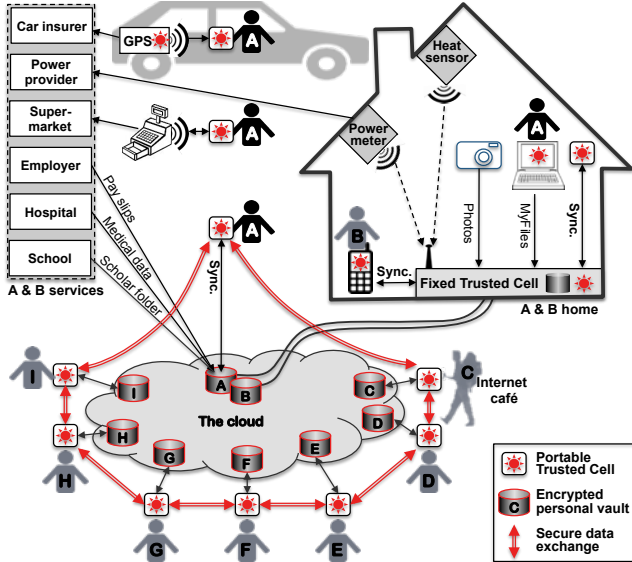 Car insurer
Power
provider
Super-
market
Employer
Hospital
School
A & B services
GPS
A
A
Heat
sensor
Power
meter
A
B
Photos
MyFiles
Sync.
Sync.
Fixed Trusted Cell
A & B home
Pay slips
Medical data
Scholar folder
A
Sync.
I
I
A
B
C
C
Internet
café
The cloud
H
D
G
F
E
H
D
G
F
E
Portable
Trusted Cell
C
Encrypted
personal vault
Secure data
exchange